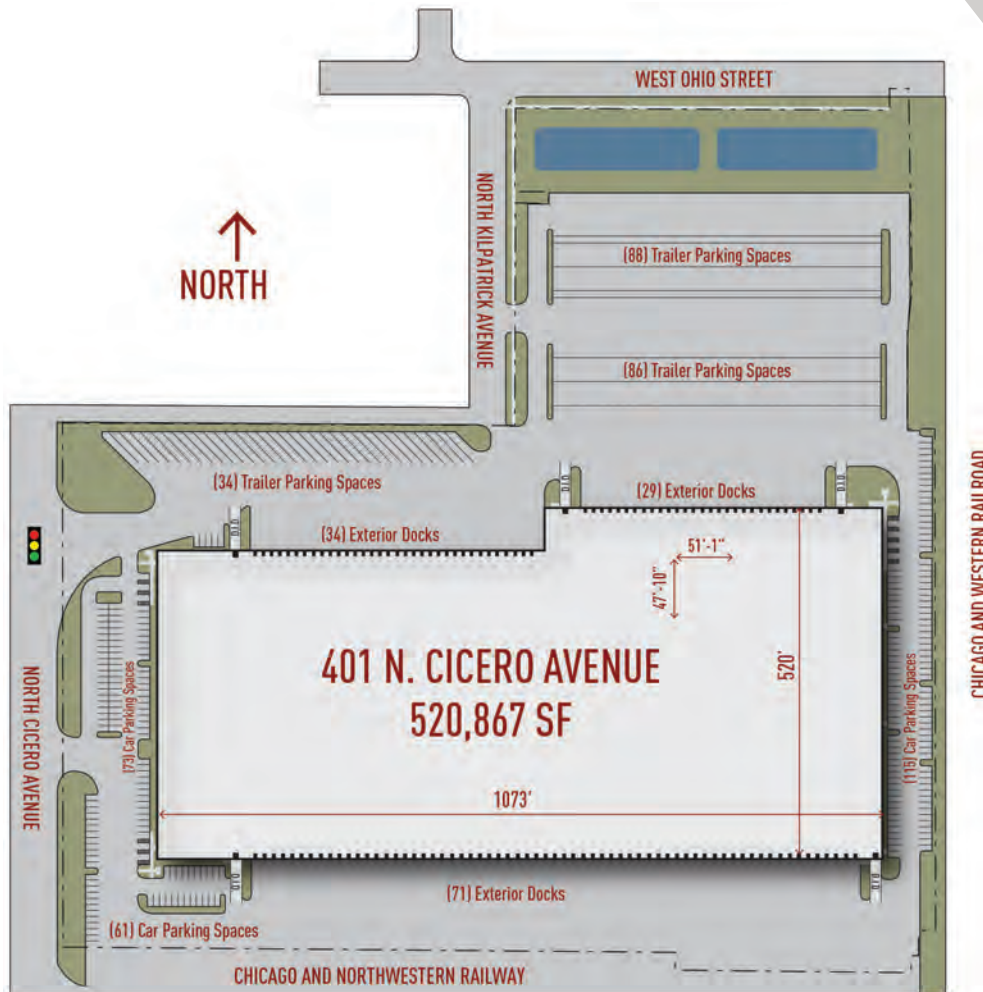 WEST OHIO STREET
NORTH KILPATRICK AVENUE
NORTH
(88) Trailer Parking Spaces
(86) Trailer Parking Spaces
(34) Trailer Parking Spaces
(29) Exterior Docks
(34) Exterior Docks
D.I.D.
D.I.D.
D.I.D.
51'-1"
47'-10"
CHICAGO AND WESTERN RAILROAD
401 N. CICERO AVENUE
520,867 SF
520'
NORTH CICERO AVENUE
(73) Car Parking Spaces
(115) Car Parking Spaces
1073'
D.I.D.
D.I.D.
(71) Exterior Docks
(61) Car Parking Spaces
CHICAGO AND NORTHWESTERN RAILWAY